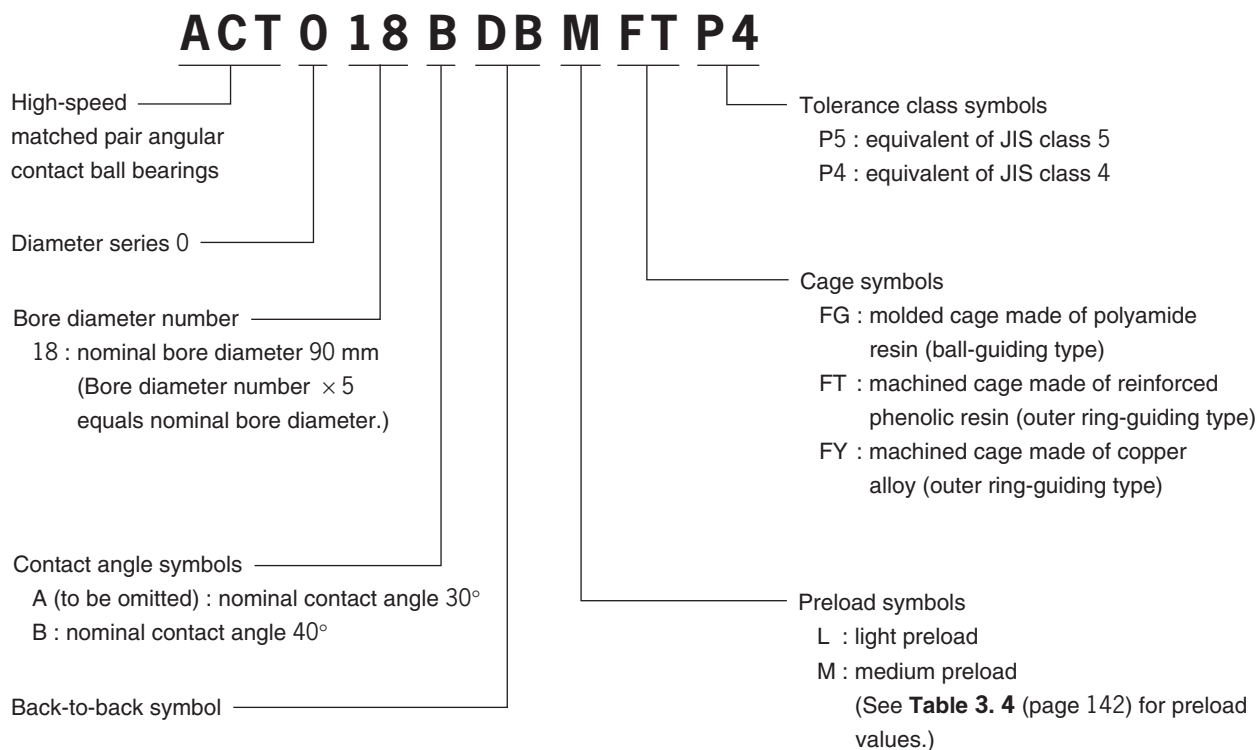 ACT 0 18 B DB M FT P4
High-speed
matched pair angular
contact ball bearings
Diameter series 0
Bore diameter number
18 : nominal bore diameter 90 mm
(Bore diameter number × 5
equals nominal bore diameter.)
Contact angle symbols
A (to be omitted) : nominal contact angle 30°
B : nominal contact angle 40°
Back-to-back symbol
Tolerance class symbols
P5 : equivalent of JIS class 5
P4 : equivalent of JIS class 4
Cage symbols
FG : molded cage made of polyamide
resin (ball-guiding type)
FT : machined cage made of reinforced
phenolic resin (outer ring-guiding type)
FY : machined cage made of copper
alloy (outer ring-guiding type)
Preload symbols
L : light preload
M : medium preload
(See Table 3. 4 (page 142) for preload
values.)